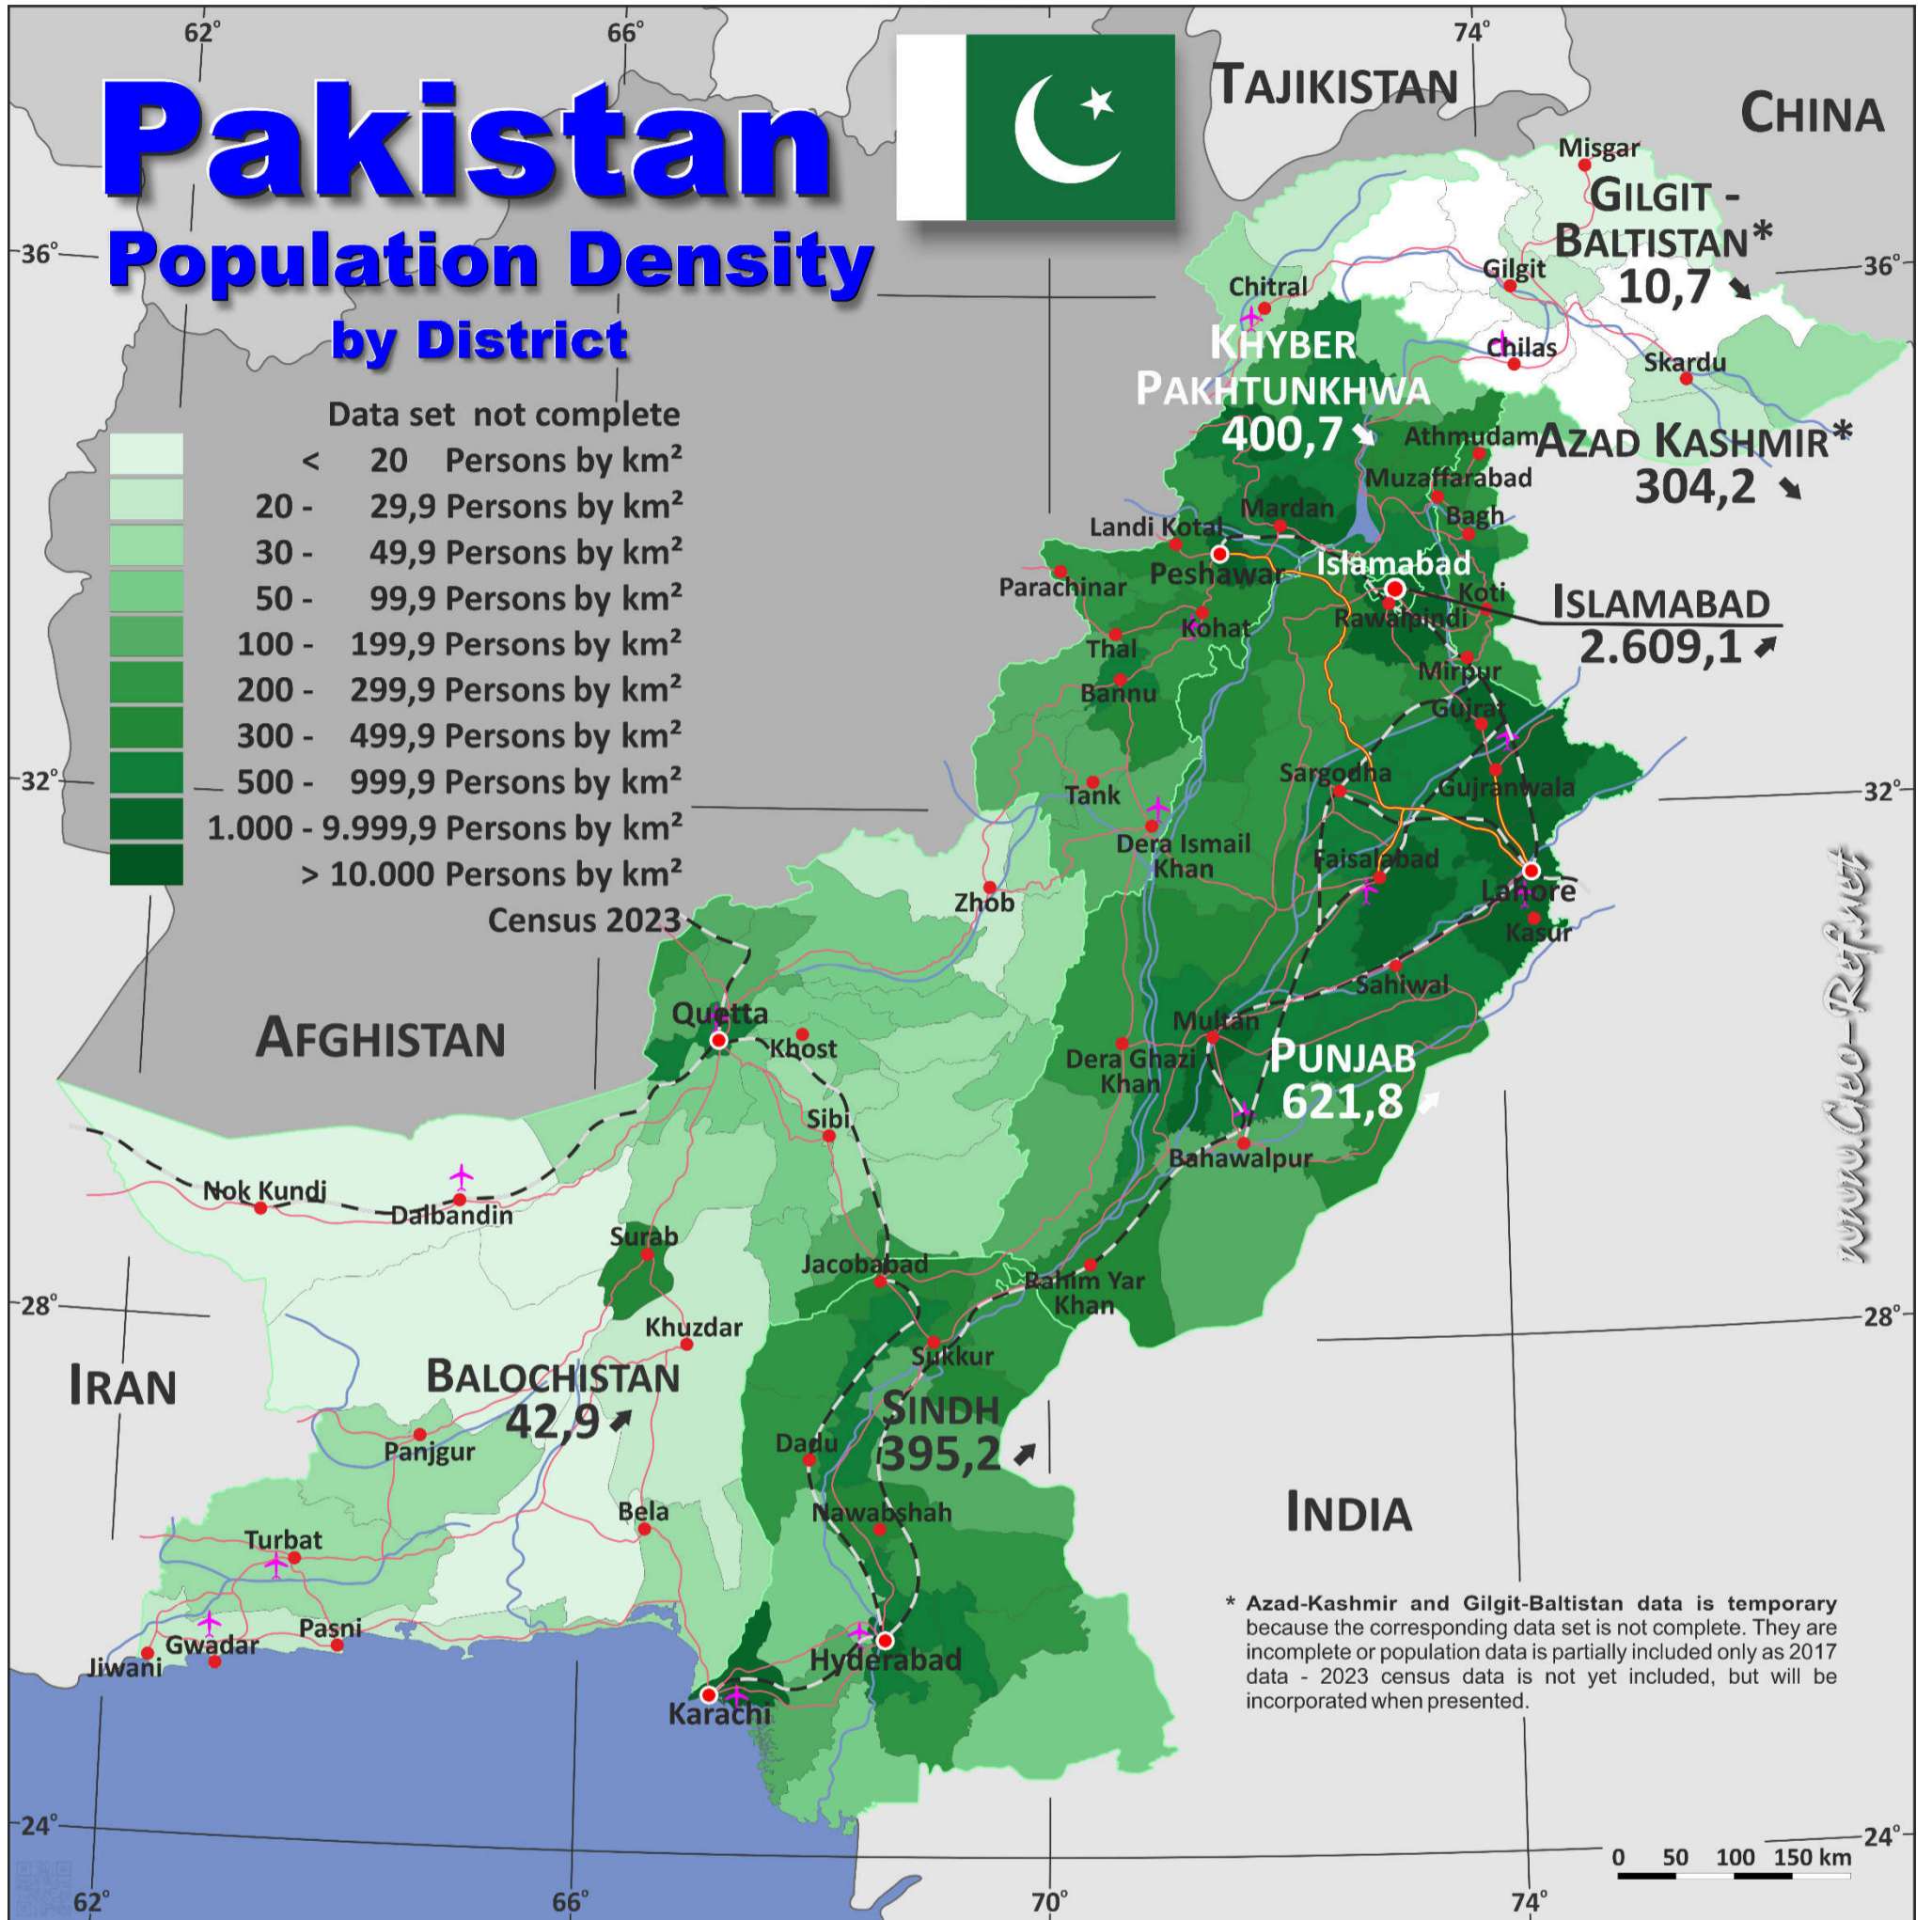 62°
66°
74°
Pakistan
Population Density
by District
TAJIKISTAN
CHINA
36°
36°
Misgar
GILGIT -
BALTISTAN*
10,7
Gilgit
Chitral
KHYBER
PAKHTUNKHWA
400,7
Chilas
Skardu
AZAD KASHMIR*
304,2
Athmudam
Muzaffarabad
Bagh
Data set not complete
< 20 Persons by km²
20 - 29,9 Persons by km²
30 - 49,9 Persons by km²
50 - 99,9 Persons by km²
100 - 199,9 Persons by km²
200 - 299,9 Persons by km²
300 - 499,9 Persons by km²
500 - 999,9 Persons by km²
1.000 - 9.999,9 Persons by km²
> 10.000 Persons by km²
Census 2023
Mardan
Landi Kotal
Peshawar
Islamabad
Parachinar
Rawalpindi
Koti
ISLAMABAD
2.609,1
Kohat
Thal
Mirpur
Bannu
Gujrat
32°
32°
Sargodha
Gujranwala
Tank
Dera Ismail
Khan
Faisalabad
Lahore
Kasur
Zhob
Sahiwal
AFGHISTAN
Quetta
Khost
Multan
Dera Ghazi
Khan
PUNJAB
621,8
Sibi
Bahawalpur
Nok Kundi
Dalbandin
Surab
Jacobabad
Rahim Yar
Khan
28°
28°
Khuzdar
Sukkur
IRAN
BALOCHISTAN
42,9
SINDH
395,2
Panjgur
Dadu
Nawabshah
INDIA
Bela
Turbat
Pasni
Gwadar
Jiwani
Hyderabad
Karachi
* Azad-Kashmir and Gilgit-Baltistan data is temporary
because the corresponding data set is not complete. They are
incomplete or population data is partially included only as 2017
data - 2023 census data is not yet included, but will be
incorporated when presented.
www.Geo-Ref.net
24°
24°
0 50 100 150 km
62°
66°
70°
74°